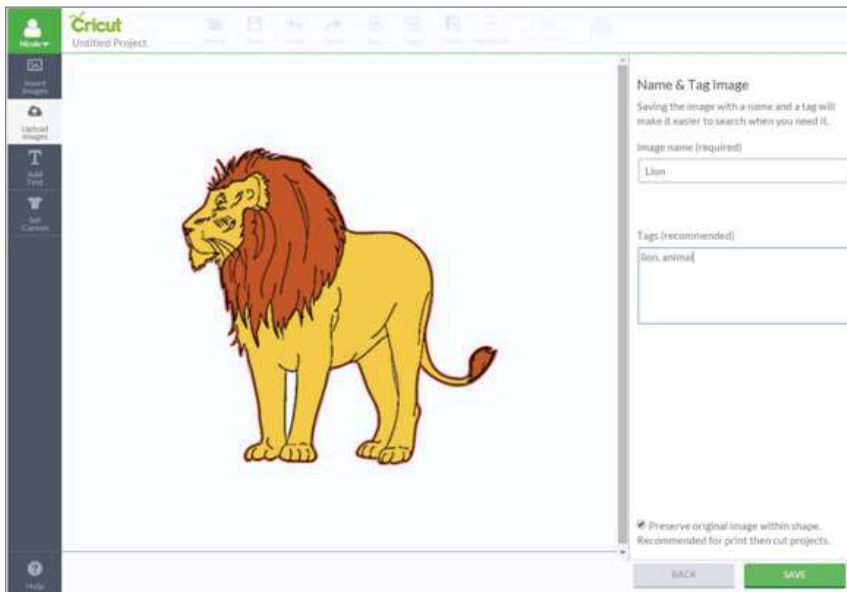 Cricut
Untitled Project
Nicole
Insert
Images
Upload
Images
Add
Text
Set
Canvas
Help
Name & Tag Image
Saving the image with a name and a tag will
make it easier to search when you need it.
Image name (required)
Lion
Tags (recommended)
lion, animal
Preserve original image within shape.
Recommended for print then cut projects.
BACK
SAVE